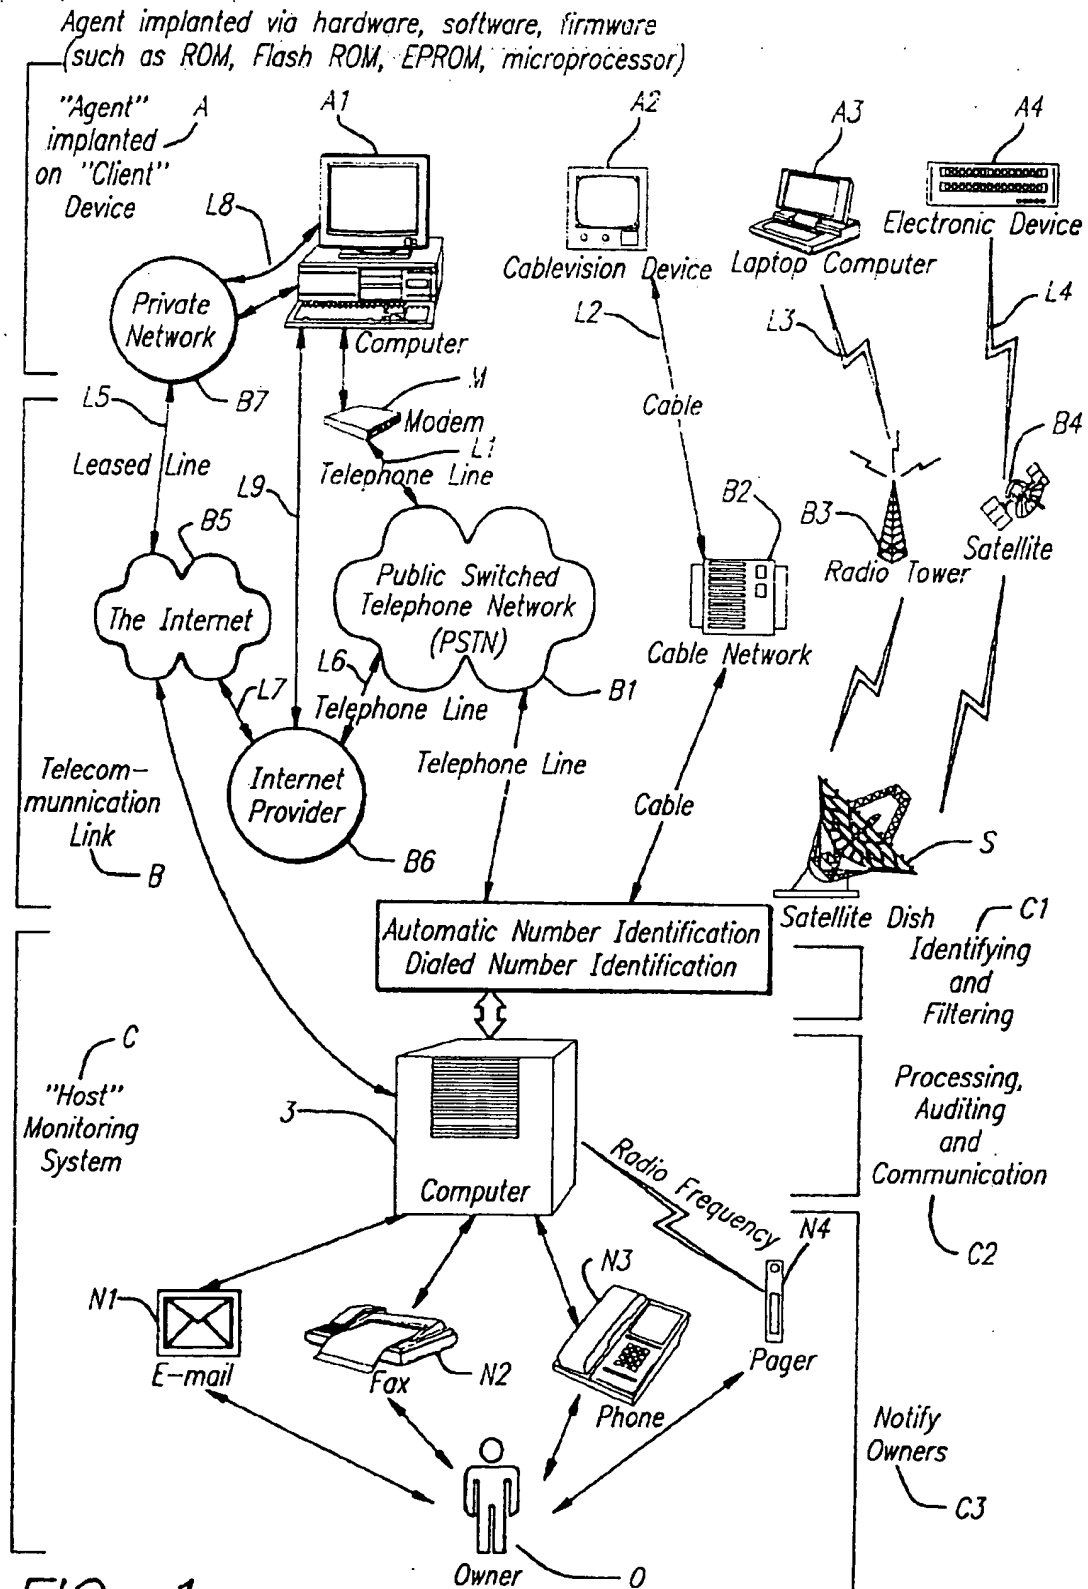 Agent implanted via hardware, software, firmware
(such as ROM, Flash ROM, EPROM, microprocessor)
"Agent"
implanted
on "Client"
Device
A
A1
A2
A3
A4
L8
Private
Network
B7
Computer
Cablevision Device
Laptop Computer
Electronic Device
L5
Leased Line
L9
M
Modem
L1
Telephone Line
L2
Cable
L3
L4
B4
B2
B3
Radio Tower
Satellite
B5
The Internet
Public Switched
Telephone Network
(PSTN)
B1
Cable Network
L7
L6
Telephone Line
Telephone Line
Internet
Provider
B6
Cable
Telecom-
munnication
Link
B
S
Satellite Dish
Automatic Number Identification
Dialed Number Identification
C1
Identifying
and
Filtering
C
"Host"
Monitoring
System
3
Computer
Processing,
Auditing
and
Communication
C2
Radio Frequency
N1
E-mail
Fax
N2
N3
Phone
N4
Pager
Notify
Owners
C3
Owner
O
FIG. 1